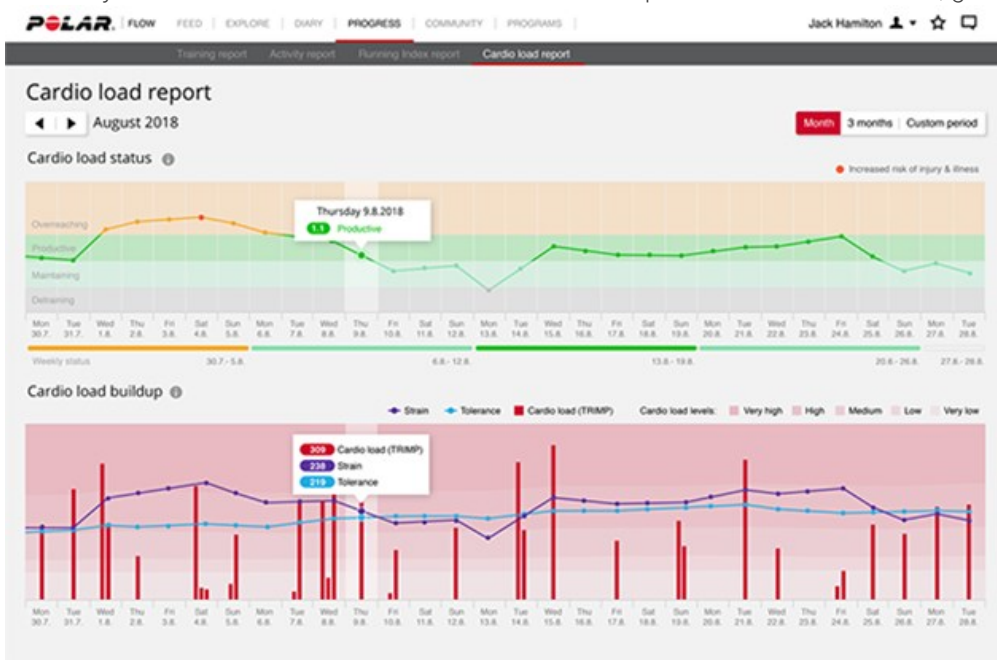 POLAR. FLOW FEED EXPLORE DIARY PROGRESS COMMUNITY PROGRAMS Jack Hamilton
Training report Activity report Running Index report Cardio load report
Cardio load report
August 2018 Month 3 months Custom period
Cardio load status
Increased risk of injury & illness
Thursday 9.8.2018
1.1 Productive
Overreaching
Productive
Maintaining
Detraining
Mon Tue Wed Thu Fri Sat Sun Mon Tue Wed Thu Fri Sat Sun Mon Tue Wed Thu Fri Sat Sun Mon Tue Wed Thu Fri Sat Sun Mon Tue
30.7. 31.7. 1.8. 2.8. 3.8. 4.8. 5.8. 6.8. 7.8. 8.8. 9.8. 10.8. 11.8. 12.8. 13.8. 14.8. 15.8. 16.8. 17.8. 18.8. 19.8. 20.8. 21.8. 22.8. 23.8. 24.8. 25.8. 26.8. 27.8. 28.8.
Weekly status 30.7.- 5.8. 6.8.- 12.8. 13.8.- 19.8. 20.8.- 26.8. 27.8.- 28.8.
Cardio load buildup
Strain Tolerance Cardio load (TRIMP) Cardio load levels: Very high High Medium Low Very low
309 Cardio load (TRIMP)
238 Strain
219 Tolerance
Mon Tue Wed Thu Fri Sat Sun Mon Tue Wed Thu Fri Sat Sun Mon Tue Wed Thu Fri Sat Sun Mon Tue Wed Thu Fri Sat Sun Mon Tue
30.7. 31.7. 1.8. 2.8. 3.8. 4.8. 5.8. 6.8. 7.8. 8.8. 9.8. 10.8. 11.8. 12.8. 13.8. 14.8. 15.8. 16.8. 17.8. 18.8. 19.8. 20.8. 21.8. 22.8. 23.8. 24.8. 25.8. 26.8. 27.8. 28.8.